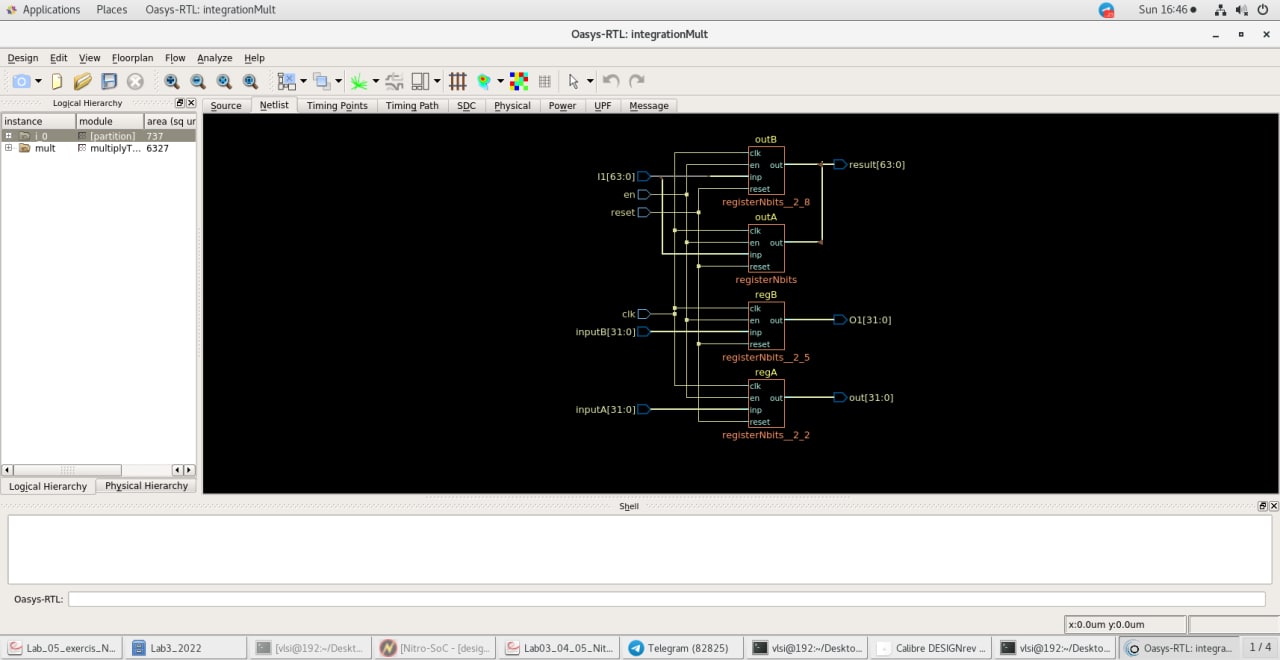 Applications Places Oasys-RTL: integrationMult Sun 16:46
Oasys-RTL: integrationMult
Design Edit View Floorplan Flow Analyze Help
Logical Hierarchy
Source Netlist Timing Points Timing Path SDC Physical Power UPF Message
instance module area (sq ur
i_0 [partition] 737
mult multiplyT... 6327
outB
clk
en out
inp
reset
registerNbits__2_8
I1[63:0]
en
reset
result[63:0]
outA
clk
en out
inp
reset
registerNbits
regB
clk
en out
inp
reset
registerNbits__2_5
clk
inputB[31:0]
O1[31:0]
regA
clk
en out
inp
reset
registerNbits__2_2
inputA[31:0]
out[31:0]
Logical Hierarchy Physical Hierarchy
Shell
Oasys-RTL:
x:0.0um y:0.0um
Lab_05_exercis_N... Lab3_2022 [vlsi@192:~/Deskt... [Nitro-SoC - [desig... Lab03_04_05_Nit... Telegram (82825) vlsi@192:~/Deskto... Calibre DESIGNrev ... vlsi@192:~/Deskto... Oasys-RTL: integra... 1 / 4